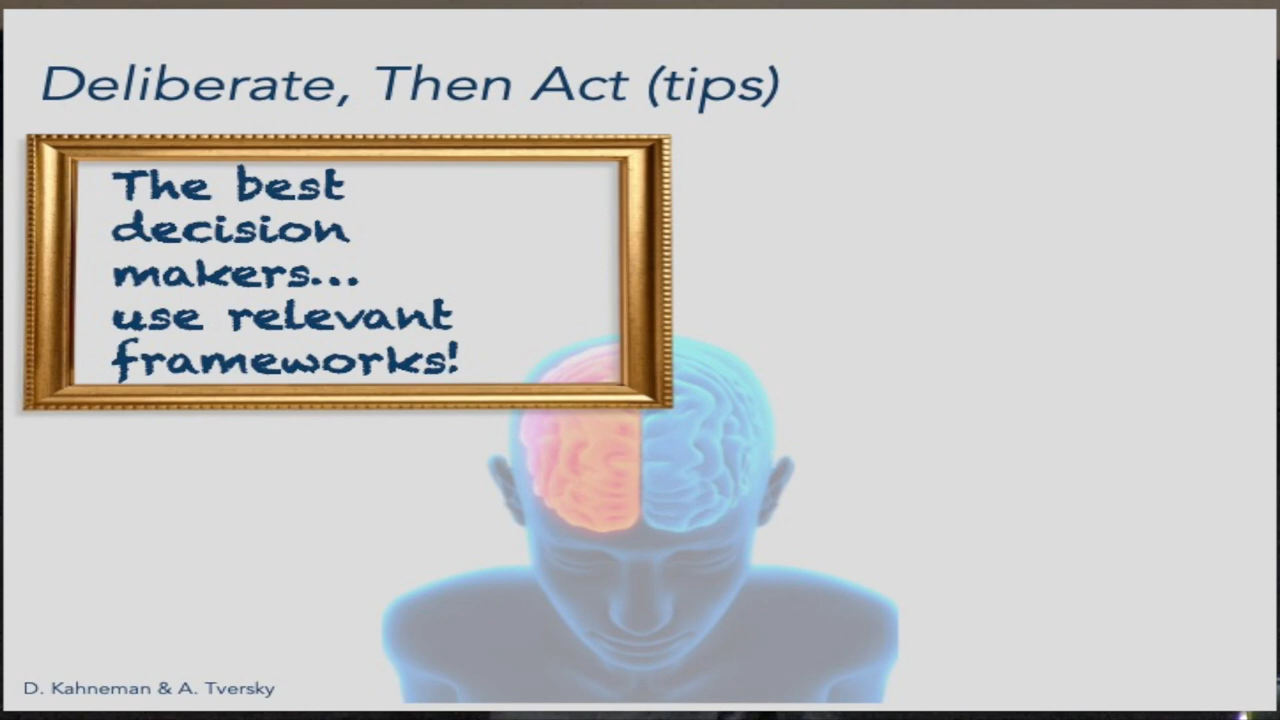 Deliberate, Then Act (tips)
The best
decision
makers...
use relevant
frameworks!
D. Kahneman & A. Tversky